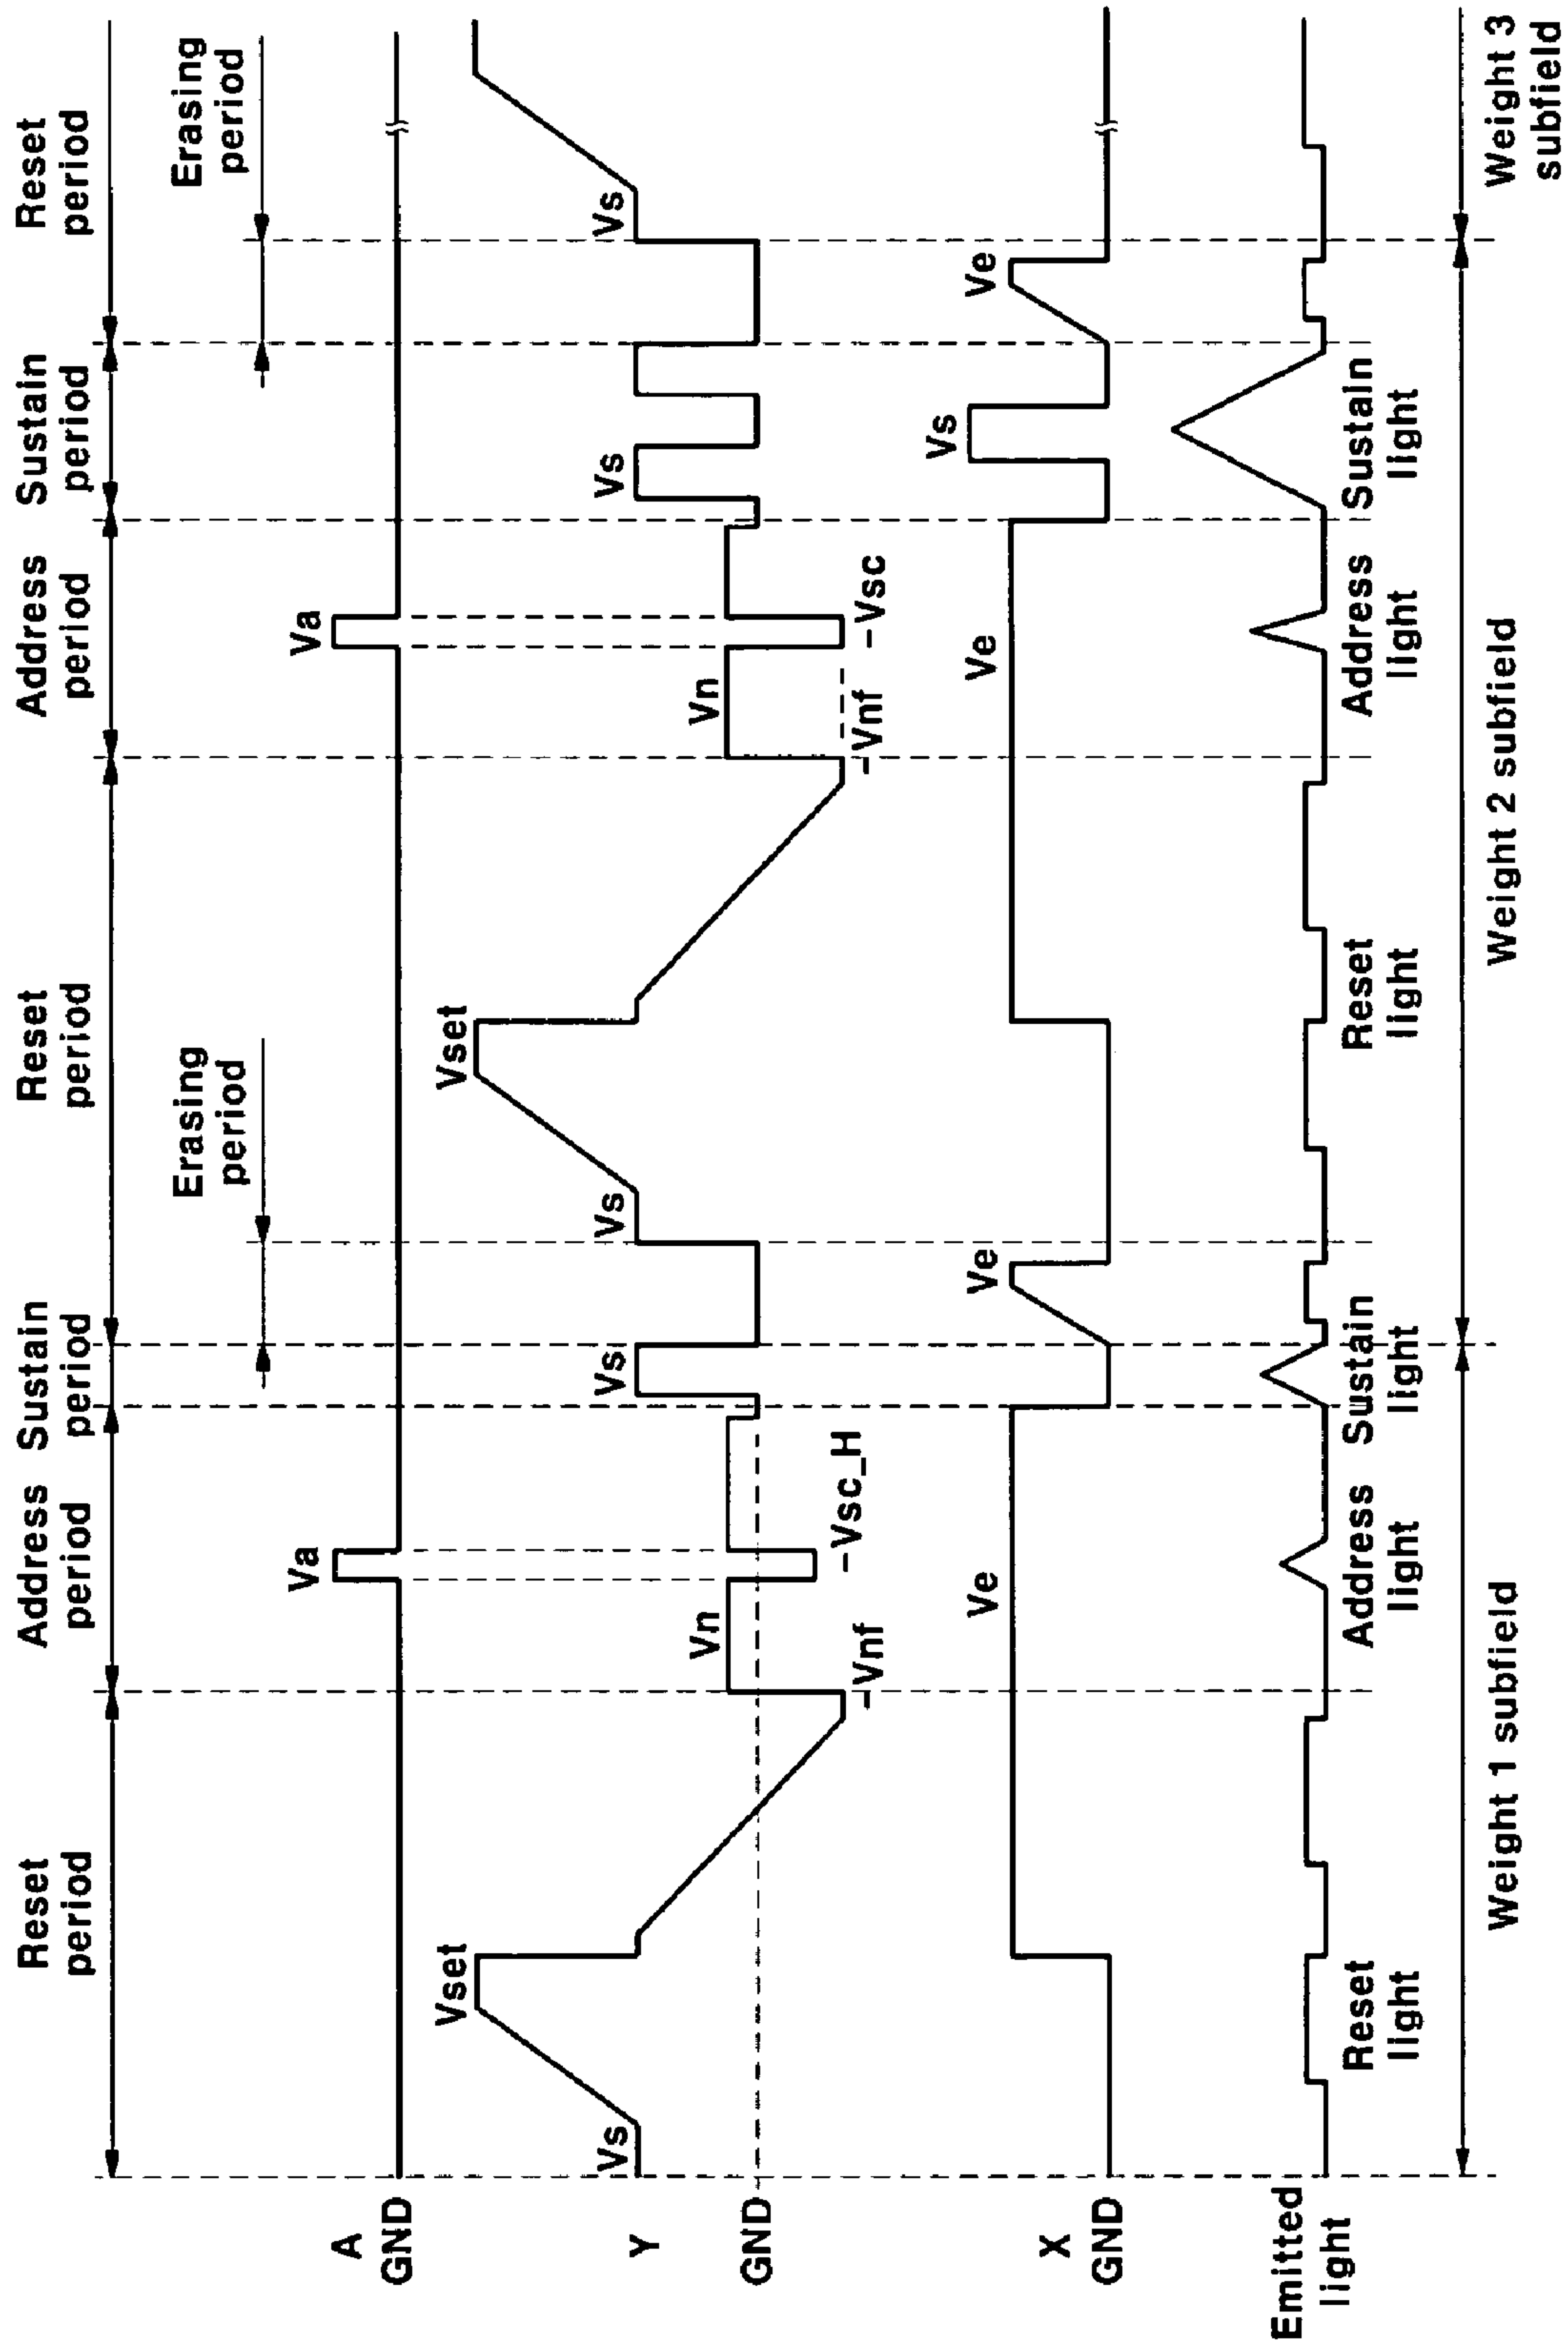 Reset
period
Address
period
Sustain
period
Reset
period
Address
period
Sustain
period
Reset
period
Erasing
period
Erasing
period
A
GND
Va
Va
Y
GND
Vs
Vset
-Vnf
Vn
-Vsc_H
Vs
Vs
Vset
-Vnf
Vn
-Vsc
Vs
Vs
X
GND
Ve
Ve
Ve
Vs
Ve
Emitted
light
Reset
light
Address
light
Sustain
light
Reset
light
Address
light
Sustain
light
Weight 1 subfield
Weight 2 subfield
Weight 3
subfield